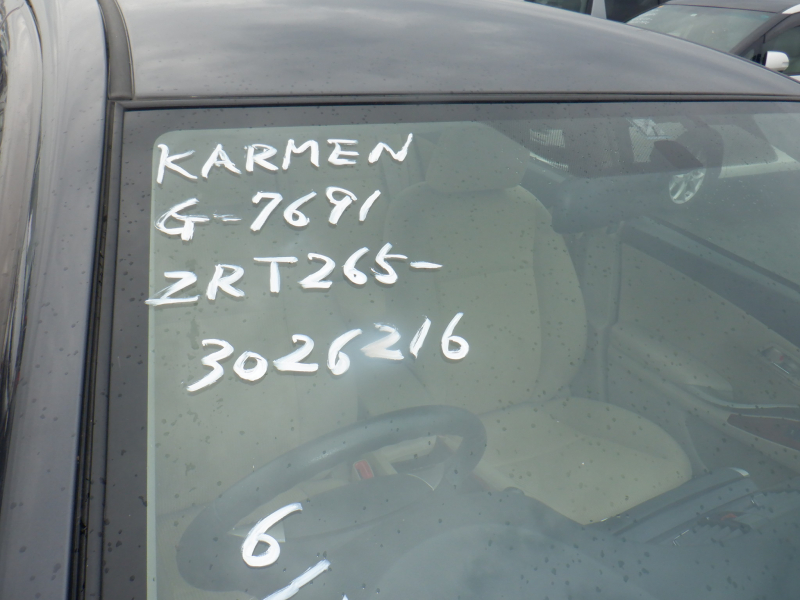 KARMEN
G-7691
ZRT265-
3026216
6